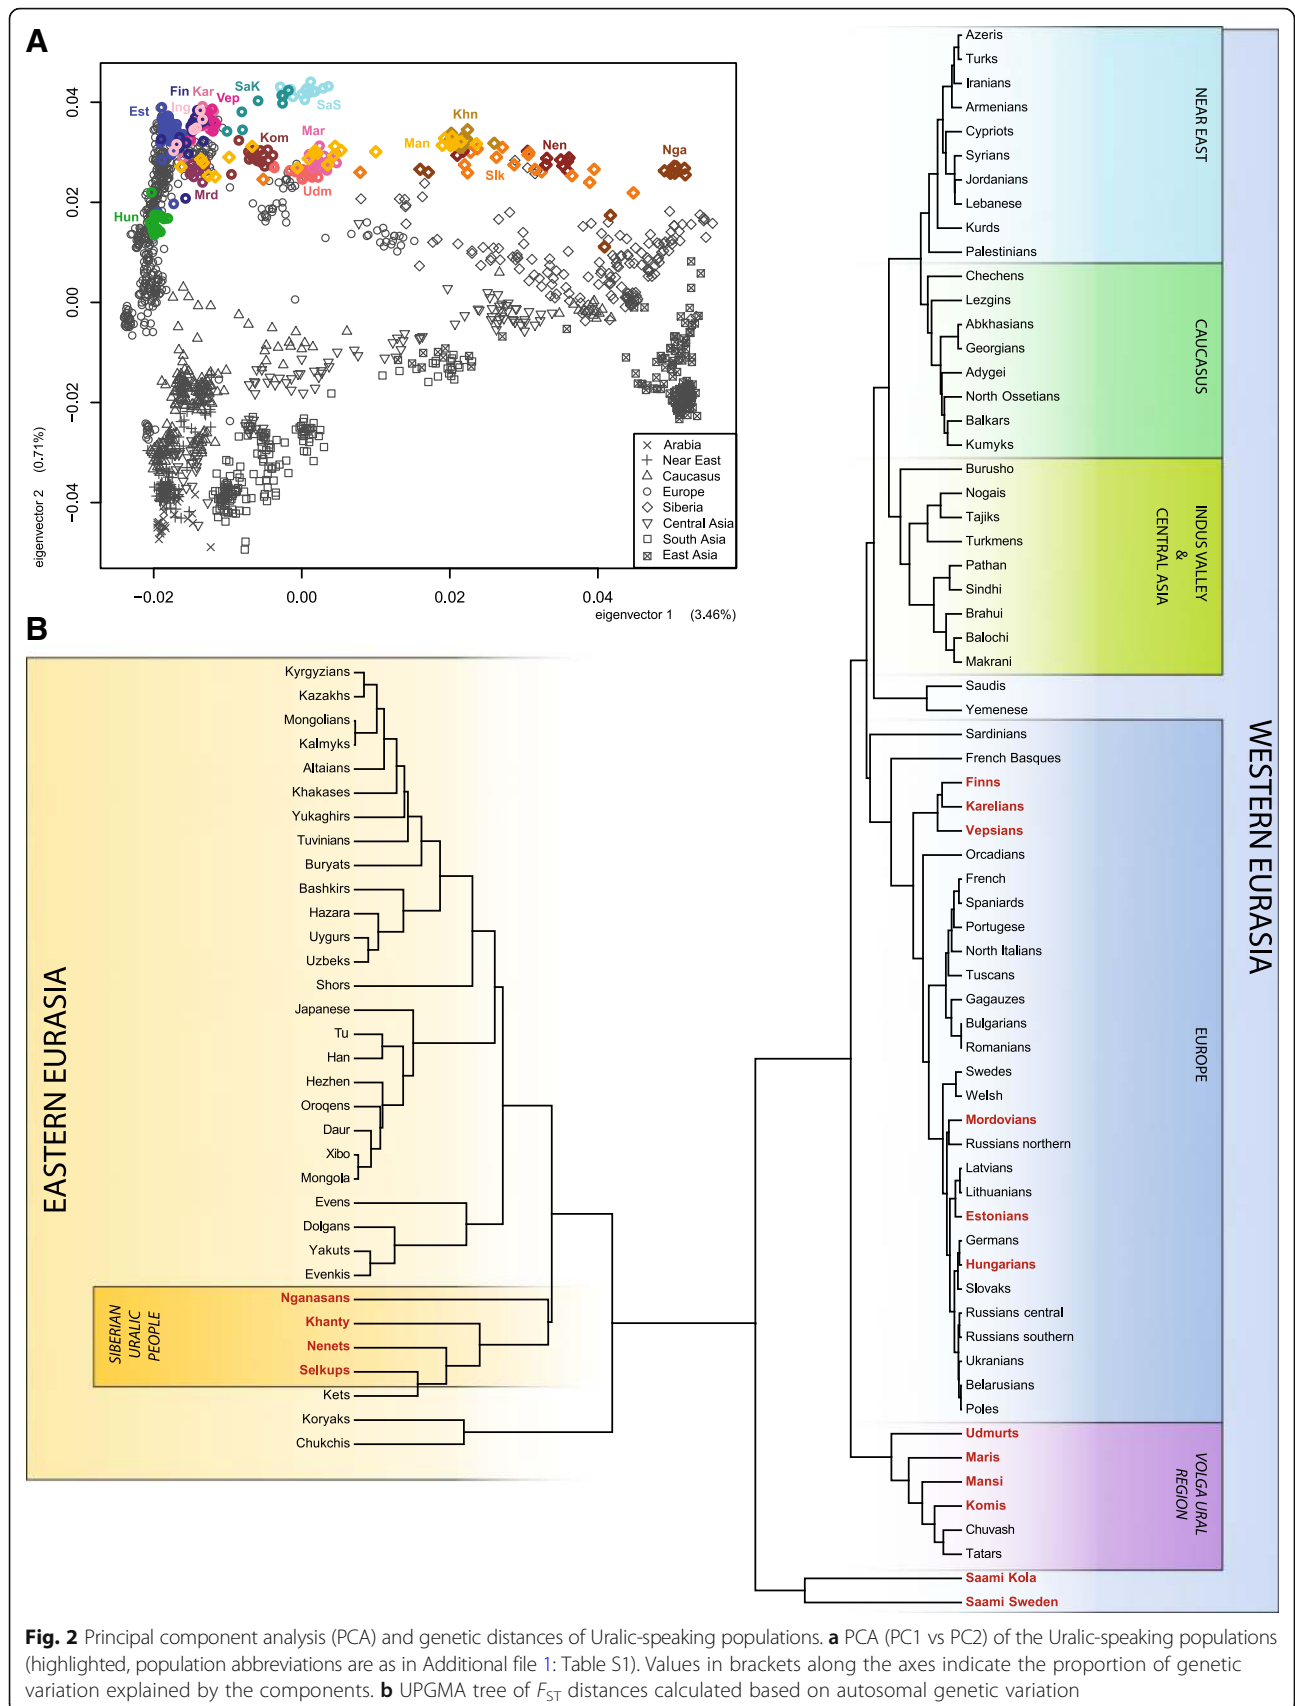 A
Est
Fin
Ing
Kar
Vep
SaK
SaS
Kom
Mar
Mrd
Udm
Hun
Man
Khn
Slk
Nen
Nga
0.04
0.02
0.00
−0.02
−0.04
eigenvector 2 (0.71%)
Arabia
Near East
Caucasus
Europe
Siberia
Central Asia
South Asia
East Asia
−0.02
0.00
0.02
0.04
eigenvector 1 (3.46%)
B
EASTERN EURASIA
Kyrgyzians
Kazakhs
Mongolians
Kalmyks
Altaians
Khakases
Yukaghirs
Tuvinians
Buryats
Bashkirs
Hazara
Uygurs
Uzbeks
Shors
Japanese
Tu
Han
Hezhen
Oroqens
Daur
Xibo
Mongola
Evens
Dolgans
Yakuts
Evenkis
SIBERIAN
URALIC
PEOPLE
Nganasans
Khanty
Nenets
Selkups
Kets
Koryaks
Chukchis
WESTERN EURASIA
NEAR EAST
Azeris
Turks
Iranians
Armenians
Cypriots
Syrians
Jordanians
Lebanese
Kurds
Palestinians
CAUCASUS
Chechens
Lezgins
Abkhasians
Georgians
Adygei
North Ossetians
Balkars
Kumyks
INDUS VALLEY
&
CENTRAL ASIA
Burusho
Nogais
Tajiks
Turkmens
Pathan
Sindhi
Brahui
Balochi
Makrani
Saudis
Yemenese
EUROPE
Sardinians
French Basques
Finns
Karelians
Vepsians
Orcadians
French
Spaniards
Portugese
North Italians
Tuscans
Gagauzes
Bulgarians
Romanians
Swedes
Welsh
Mordovians
Russians northern
Latvians
Lithuanians
Estonians
Germans
Hungarians
Slovaks
Russians central
Russians southern
Ukranians
Belarusians
Poles
VOLGA URAL
REGION
Udmurts
Maris
Mansi
Komis
Chuvash
Tatars
Saami Kola
Saami Sweden
Fig. 2 Principal component analysis (PCA) and genetic distances of Uralic-speaking populations. a PCA (PC1 vs PC2) of the Uralic-speaking populations
(highlighted, population abbreviations are as in Additional file 1: Table S1). Values in brackets along the axes indicate the proportion of genetic
variation explained by the components. b UPGMA tree of FST distances calculated based on autosomal genetic variation